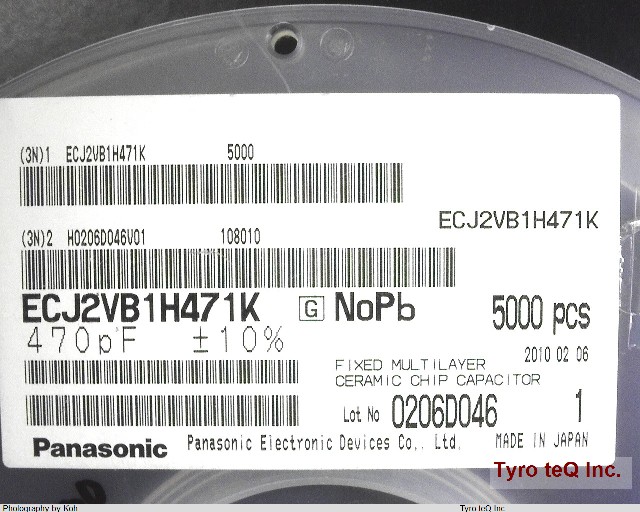 (3N)1 ECJ2VB1H471K 5000
ECJ2VB1H471K
(3N)2 H0206D046V01 108010
ECJ2VB1H471K G NoPb 5000 pcs
470pF ±10% 2010 02 06
FIXED MULTILAYER
CERAMIC CHIP CAPACITOR
Lot No 0206D046 1
Panasonic Panasonic Electronic Devices Co., Ltd. MADE IN JAPAN
Tyro teQ Inc.
Photography by Koh Tyro teQ Inc